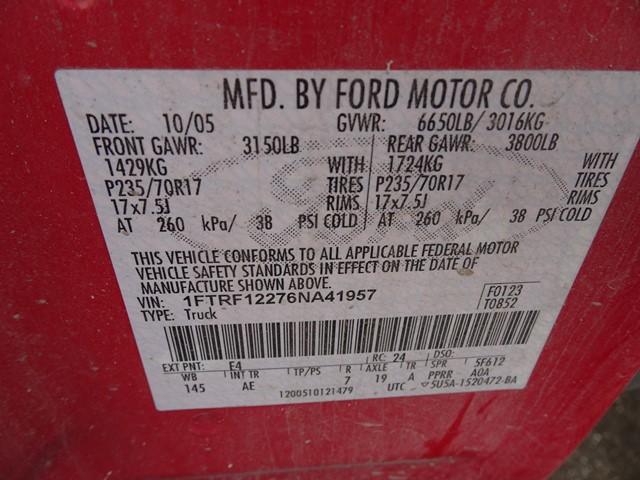 MFD. BY FORD MOTOR CO.
DATE: 10/05 GVWR: 6650LB/ 3016KG
FRONT GAWR: 3150LB REAR GAWR: 3800LB
1429KG WITH 1724KG WITH
P235/70R17 TIRES P235/70R17 TIRES
17x7.5J RIMS 17x7.5J RIMS
AT 260 kPa/ 38 PSI COLD AT 260 kPa/ 38 PSI COLD
THIS VEHICLE CONFORMS TO ALL APPLICABLE FEDERAL MOTOR
VEHICLE SAFETY STANDARDS IN EFFECT ON THE DATE OF
MANUFACTURE SHOWN ABOVE.
VIN: 1FTRF12276NA41957 F0123
TYPE: Truck T0852
EXT PNT: E4 RC: 24 DSO:
WB INT TR TP/PS R AXLE TR SPR 5F612
145 AE 7 19 A PPRR A0A
1200510121479 UTC 5U5A-1520472-BA